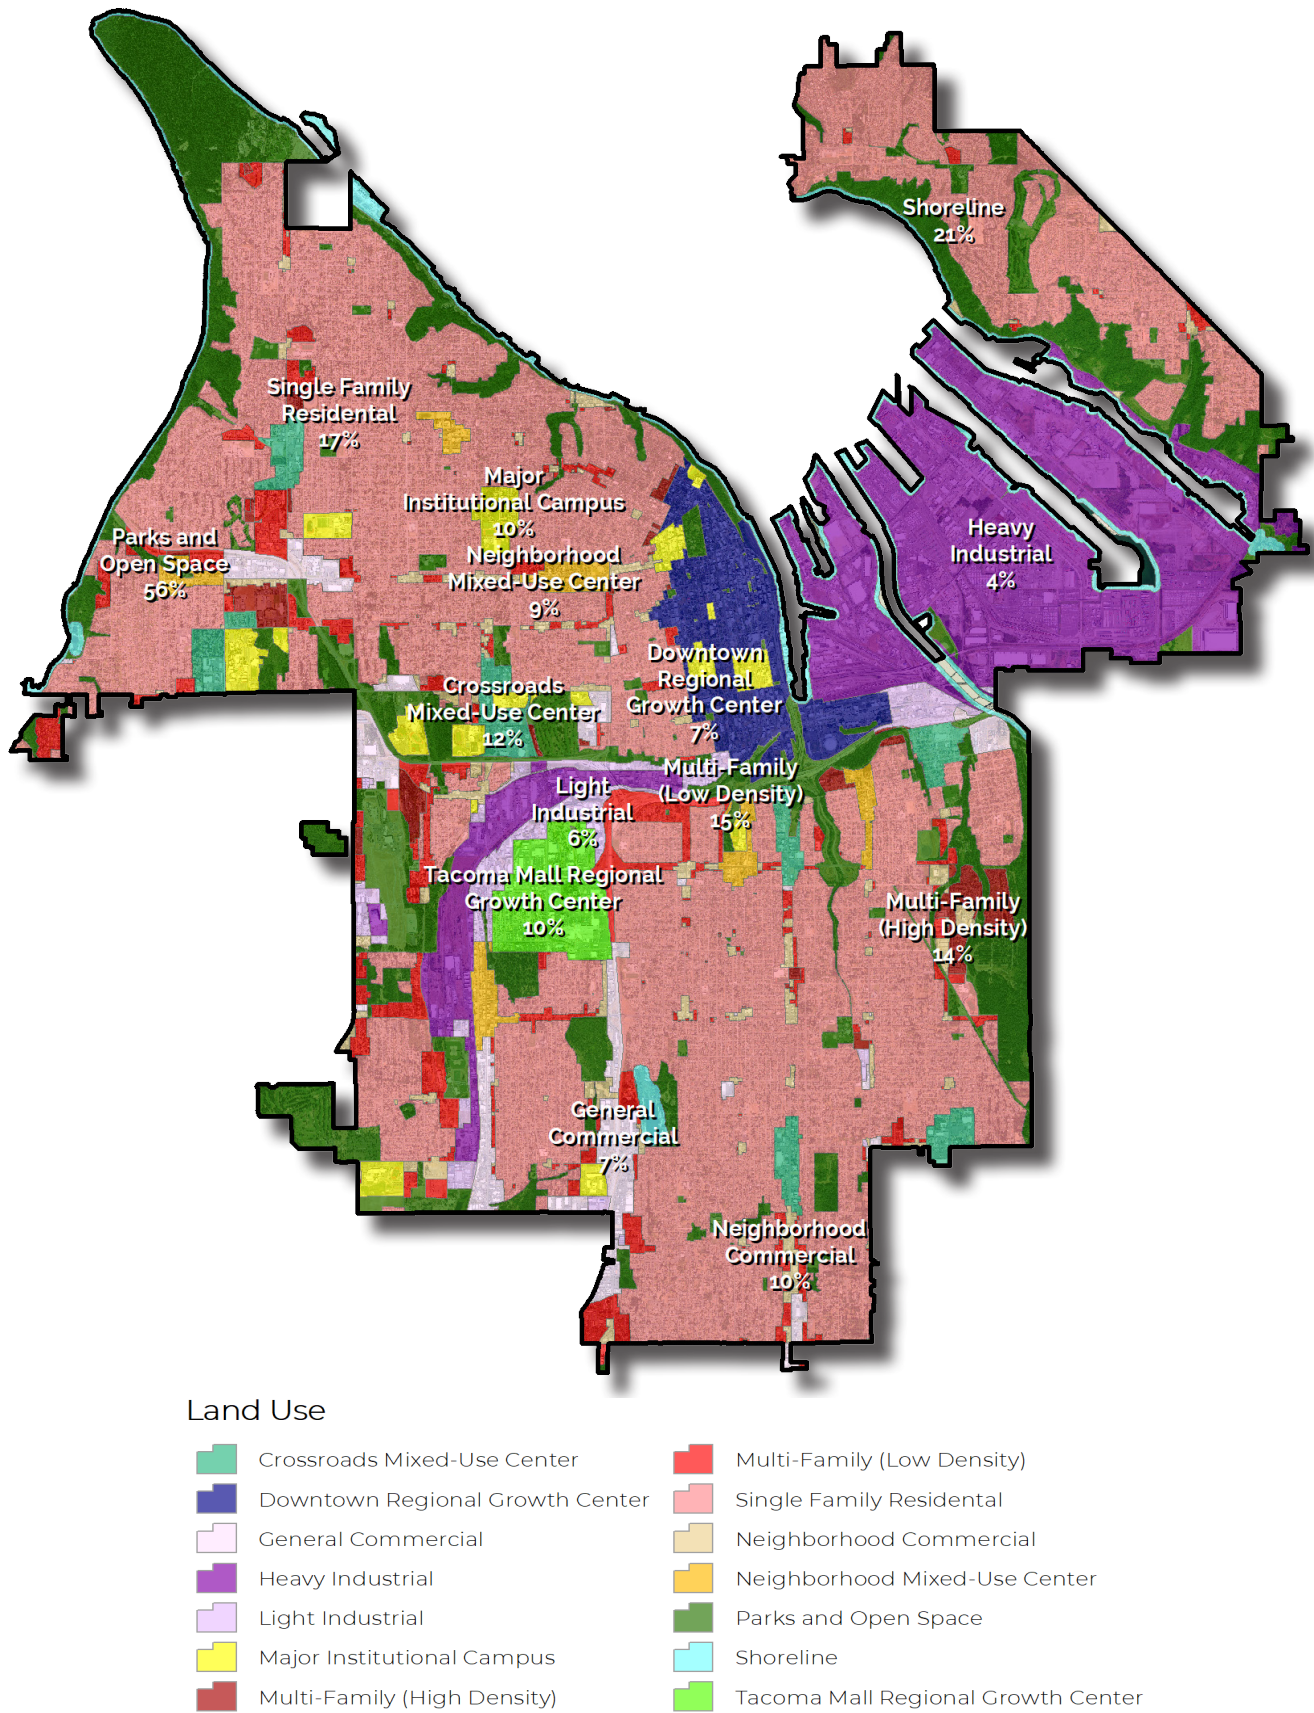 Shoreline
21%
Single Family
Residental
17%
Major
Institutional Campus
10%
Parks and
Open Space
56%
Neighborhood
Mixed-Use Center
9%
Heavy
Industrial
4%
Downtown
Regional
Growth Center
7%
Crossroads
Mixed-Use Center
12%
Multi-Family
(Low Density)
15%
Light
Industrial
6%
Tacoma Mall Regional
Growth Center
10%
Multi-Family
(High Density)
14%
General
Commercial
7%
Neighborhood
Commercial
10%
Land Use
Crossroads Mixed-Use Center
Downtown Regional Growth Center
General Commercial
Heavy Industrial
Light Industrial
Major Institutional Campus
Multi-Family (High Density)
Multi-Family (Low Density)
Single Family Residental
Neighborhood Commercial
Neighborhood Mixed-Use Center
Parks and Open Space
Shoreline
Tacoma Mall Regional Growth Center